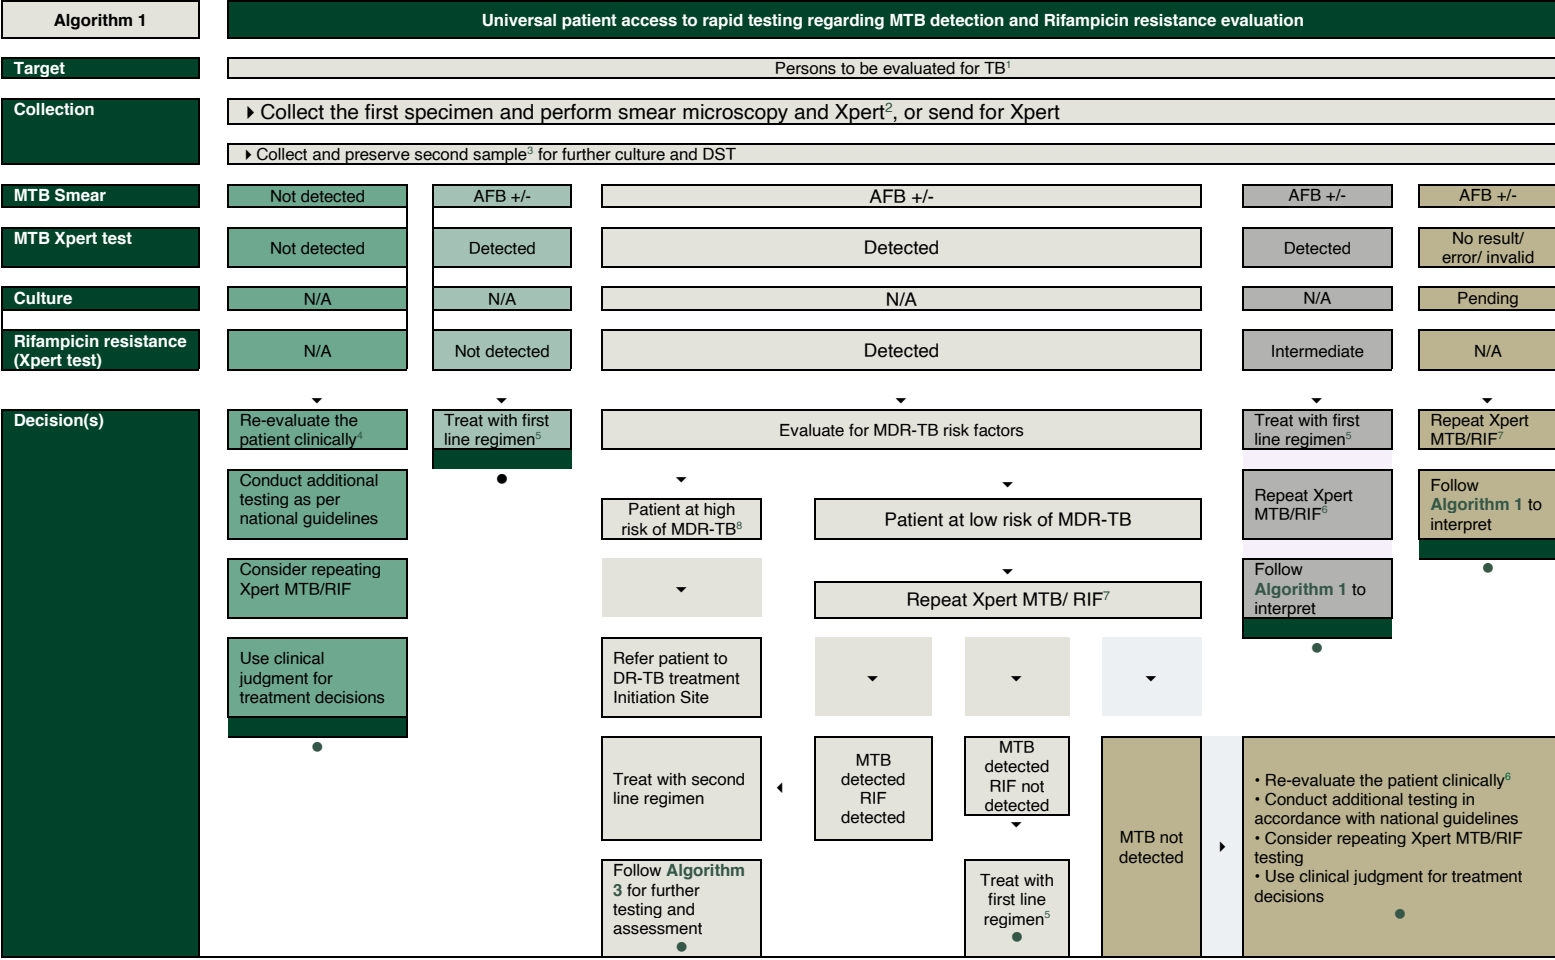 Algorithm 1
Universal patient access to rapid testing regarding MTB detection and Rifampicin resistance evaluation
Target
Persons to be evaluated for TB¹
Collection
Collect the first specimen and perform smear microscopy and Xpert², or send for Xpert
Collect and preserve second sample³ for further culture and DST
MTB Smear
Not detected
AFB +/-
AFB +/-
AFB +/-
AFB +/-
MTB Xpert test
Not detected
Detected
Detected
Detected
No result/
error/ invalid
Culture
N/A
N/A
N/A
N/A
Pending
Rifampicin resistance
(Xpert test)
N/A
Not detected
Detected
Intermediate
N/A
Decision(s)
Re-evaluate the
patient clinically⁴
Treat with first
line regimen⁵
Evaluate for MDR-TB risk factors
Treat with first
line regimen⁵
Repeat Xpert
MTB/RIF⁷
Conduct additional
testing as per
national guidelines
Patient at high
risk of MDR-TB⁸
Patient at low risk of MDR-TB
Repeat Xpert
MTB/RIF⁶
Follow
Algorithm 1 to
interpret
Consider repeating
Xpert MTB/RIF
Repeat Xpert MTB/ RIF⁷
Follow
Algorithm 1 to
interpret
Use clinical
judgment for
treatment decisions
Refer patient to
DR-TB treatment
Initiation Site
Treat with second
line regimen
MTB
detected
RIF
detected
MTB
detected
RIF not
detected
MTB not
detected
• Re-evaluate the patient clinically⁶
• Conduct additional testing in
accordance with national guidelines
• Consider repeating Xpert MTB/RIF
testing
• Use clinical judgment for treatment
decisions
Follow Algorithm
3 for further
testing and
assessment
Treat with
first line
regimen⁵